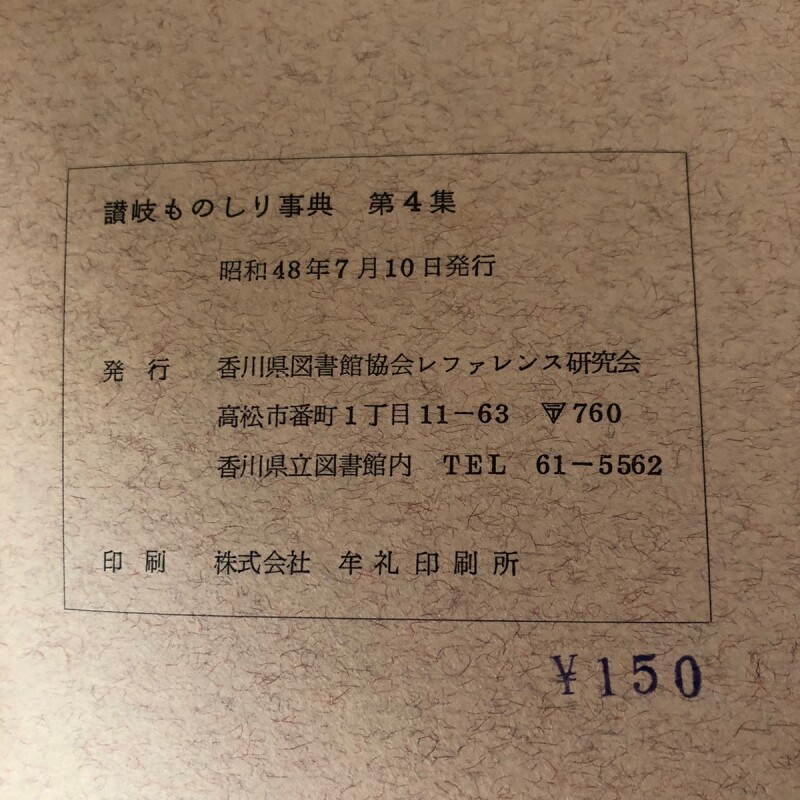 讃岐ものしり事典　第4集
昭和48年7月10日発行
発行　香川県図書館協会レファレンス研究会
高松市番町1丁目11−63　〒760
香川県立図書館内　TEL　61−5562
印刷　株式会社　牟礼印刷所
¥150